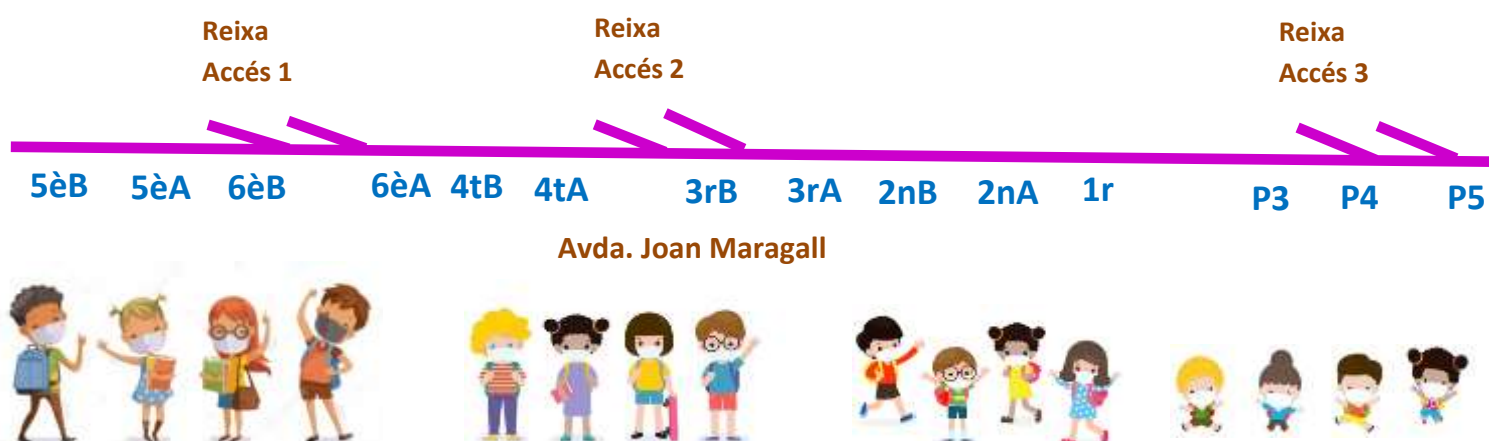 Reixa
Accés 1
Reixa
Accés 2
Reixa
Accés 3
5èB 5èA 6èB 6èA 4tB 4tA 3rB 3rA 2nB 2nA 1r P3 P4 P5
Avda. Joan Maragall